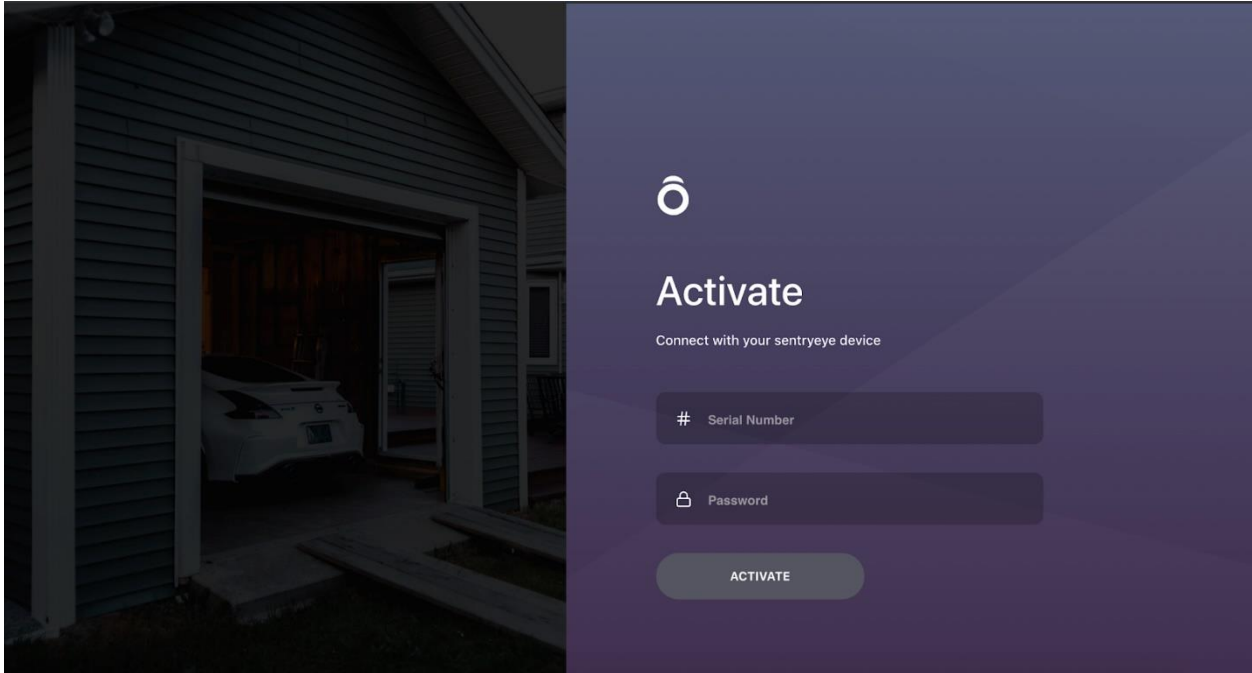 Activate
Connect with your sentryeye device
# Serial Number
Password
ACTIVATE